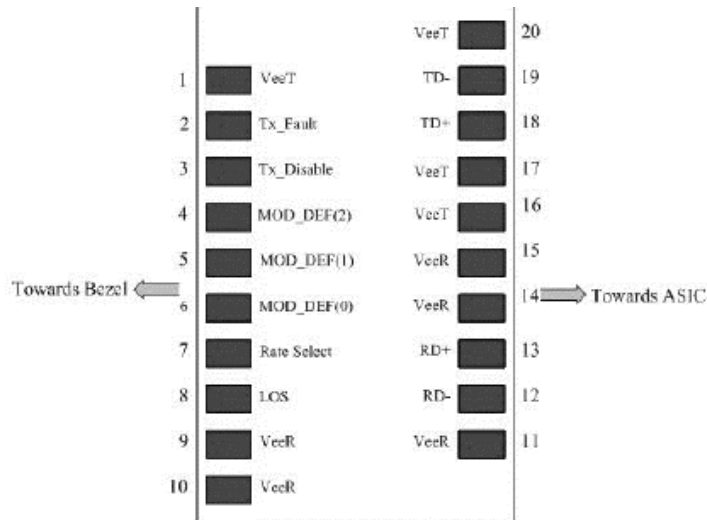 VeeT 20
1 VeeT TD- 19
2 Tx_Fault TD+ 18
3 Tx_Disable VeeT 17
4 MOD_DEF(2) VccT 16
5 MOD_DEF(1) VccR 15
Towards Bezel
6 MOD_DEF(0) VeeR 14
Towards ASIC
7 Rate Select RD+ 13
8 LOS RD- 12
9 VeeR VeeR 11
10 VeeR